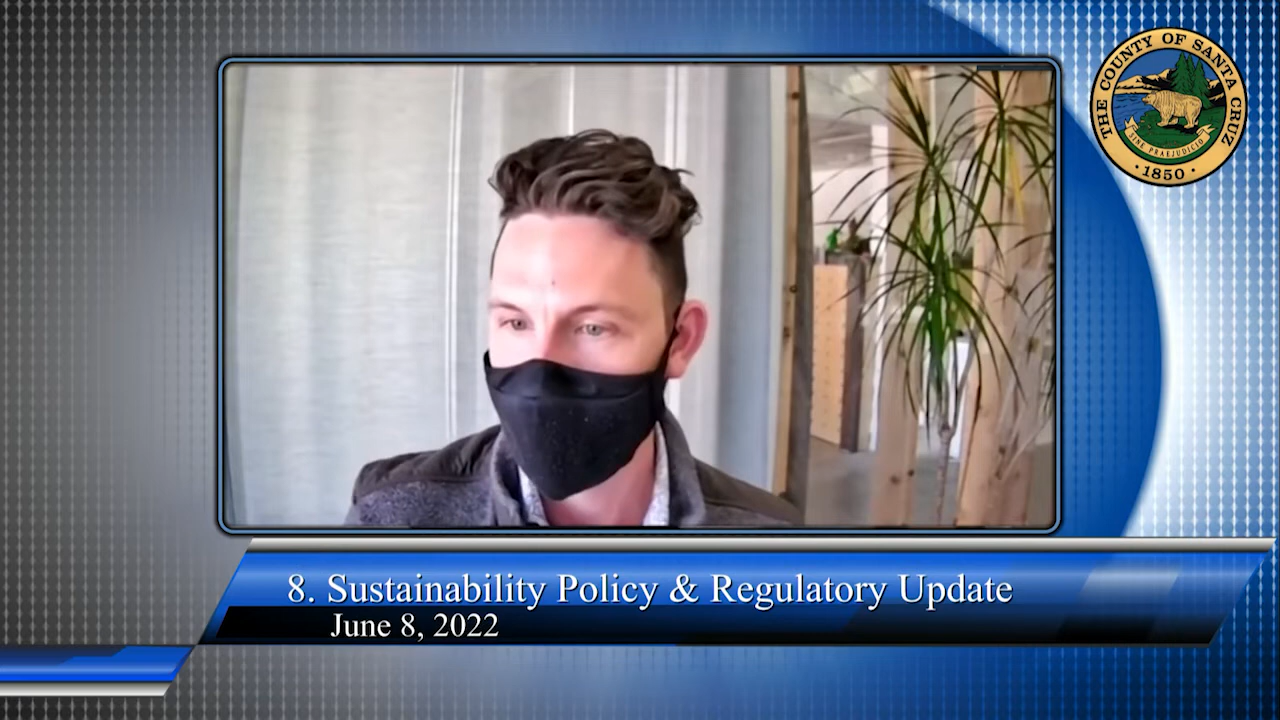 THE COUNTY OF SANTA CRUZ
SINE PRAEJUDICIO
· 1850 ·
8. Sustainability Policy & Regulatory Update
June 8, 2022